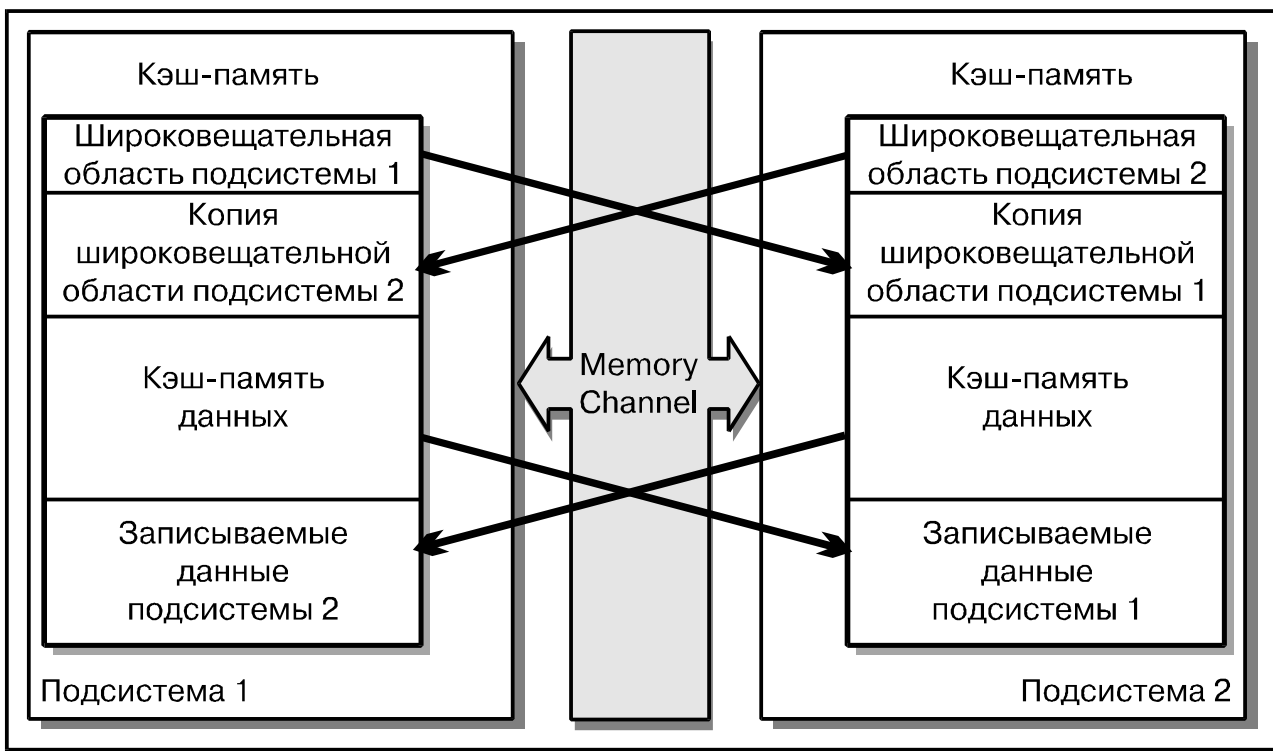 Кэш-память
Широковещательная
область подсистемы 1
Копия
широковещательной
области подсистемы 2
Кэш-память
данных
Записываемые
данные
подсистемы 2
Подсистема 1
Memory
Channel
Кэш-память
Широковещательная
область подсистемы 2
Копия
широковещательной
области подсистемы 1
Кэш-память
данных
Записываемые
данные
подсистемы 1
Подсистема 2